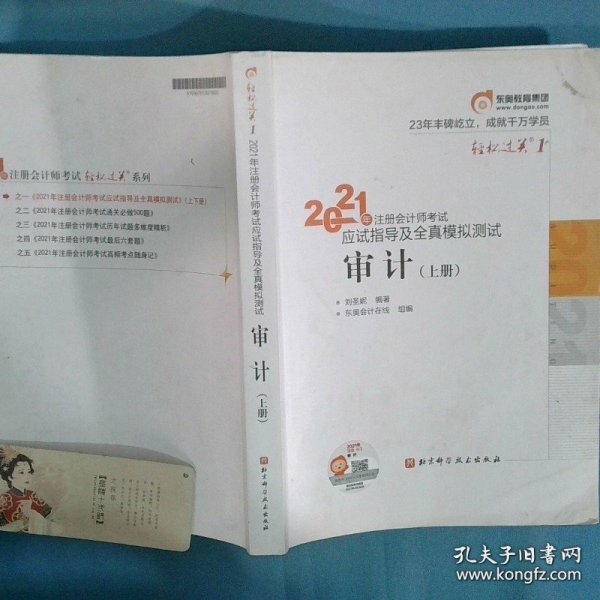 注册会计师考试 轻松过关® 系列
之一《2021年注册会计师考试应试指导及全真模拟测试》(上下册)
之二《2021年注册会计师考试通关必做500题》
之三《2021年注册会计师考试历年试题多维度精析》
之四《2021年注册会计师考试最后六套题》
之五《2021年注册会计师考试高频考点随身记》
轻松过关1
2021年注册会计师考试应试指导及全真模拟测试
审计
(上册)
东奥教育集团
www.dongao.com
23年丰碑屹立,成就千万学员
轻松过关®1
2021年注册会计师考试
应试指导及全真模拟测试
审计(上册)
刘圣妮 编著
东奥会计在线 组编
北京科学技术出版社
孔夫子旧书网
www.kongfz.com